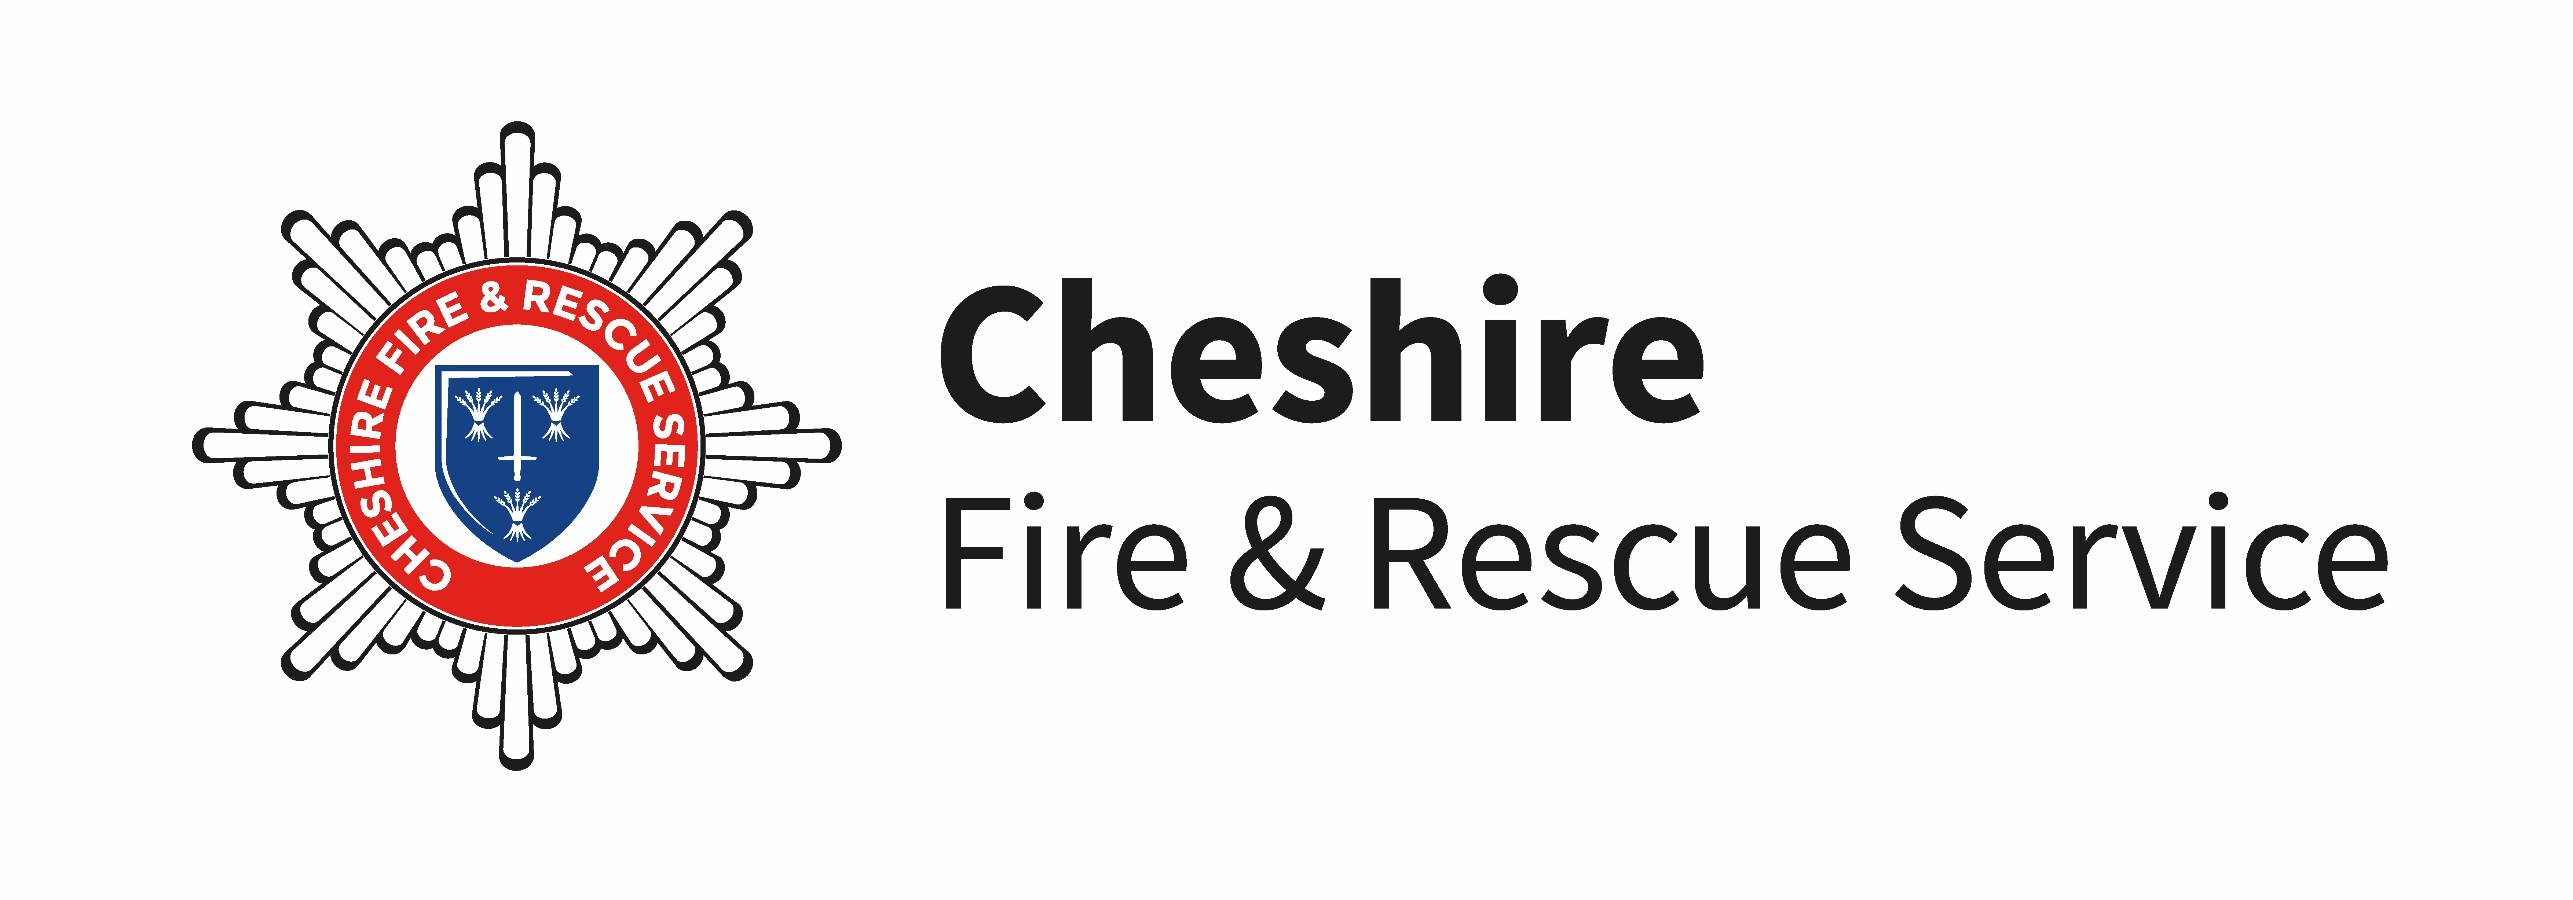 CHESHIRE FIRE & RESCUE SERVICE
Cheshire
Fire & Rescue Service